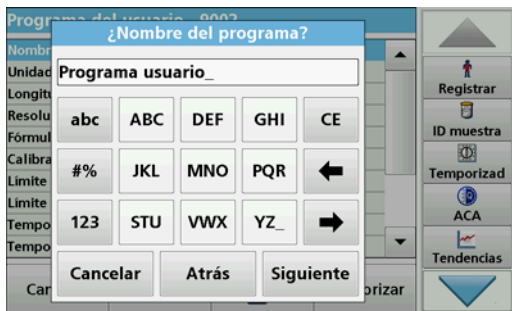 Programa del usuario - 9002
¿Nombre del programa?
Nombr
Unidad
Longitu
Resolu
Fórmul
Calibra
Límite
Límite
Tempo
Tempo
Programa usuario_
abc ABC DEF GHI CE
#% JKL MNO PQR
123 STU VWX YZ_
Cancelar Atrás Siguiente
Can
orizar
Registrar
ID muestra
Temporizad
ACA
Tendencias